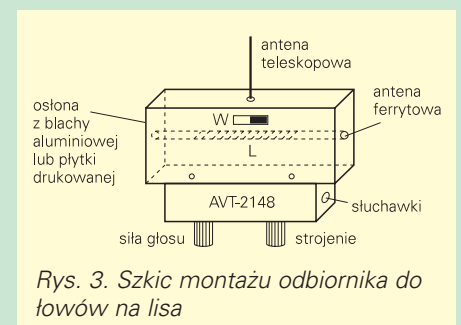 antena
teleskopowa
osłona
z blachy
aluminiowej
lub płytki
drukowanej
W
antena
ferrytowa
L
AVT-2148
słuchawki
siła głosu
strojenie
Rys. 3. Szkic montażu odbiornika do
łowów na lisa